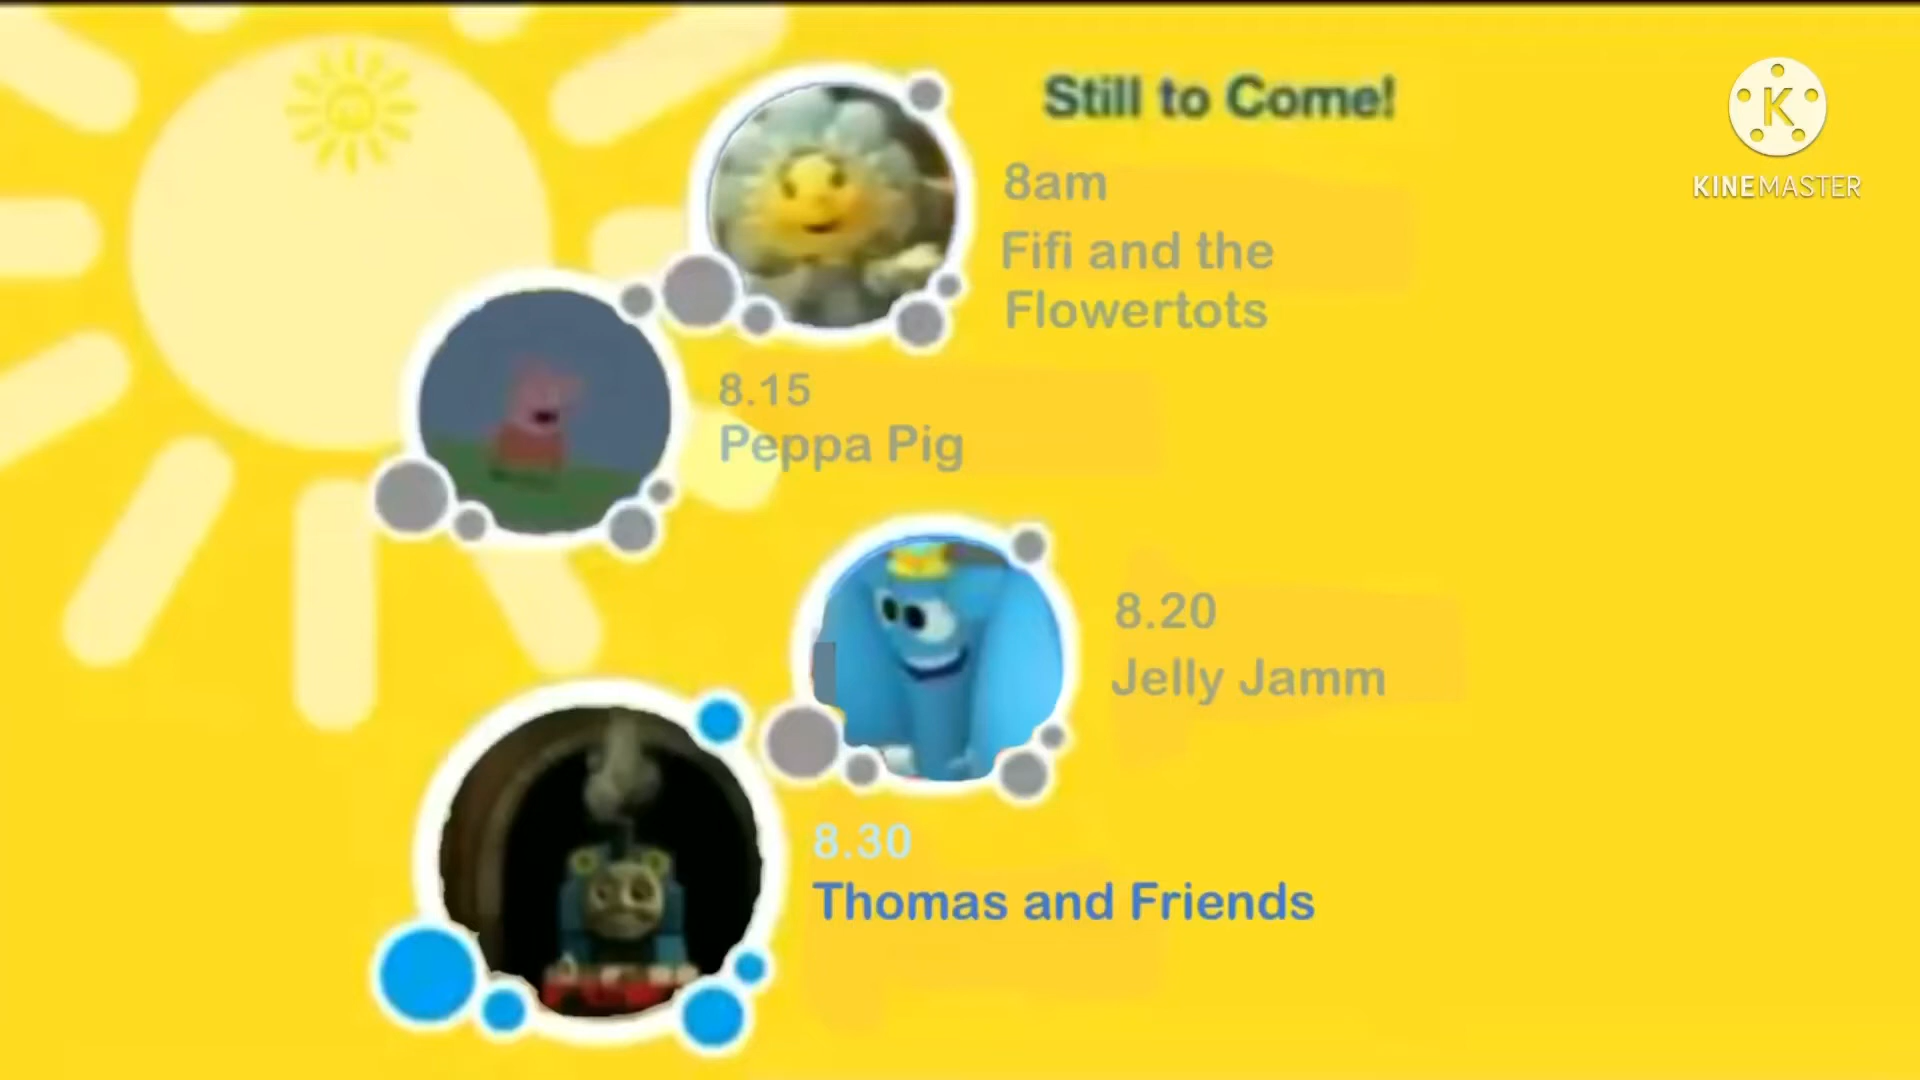 Still to Come!
8am
Fifi and the
Flowertots
8.15
Peppa Pig
8.20
Jelly Jamm
8.30
Thomas and Friends
K
KINEMASTER